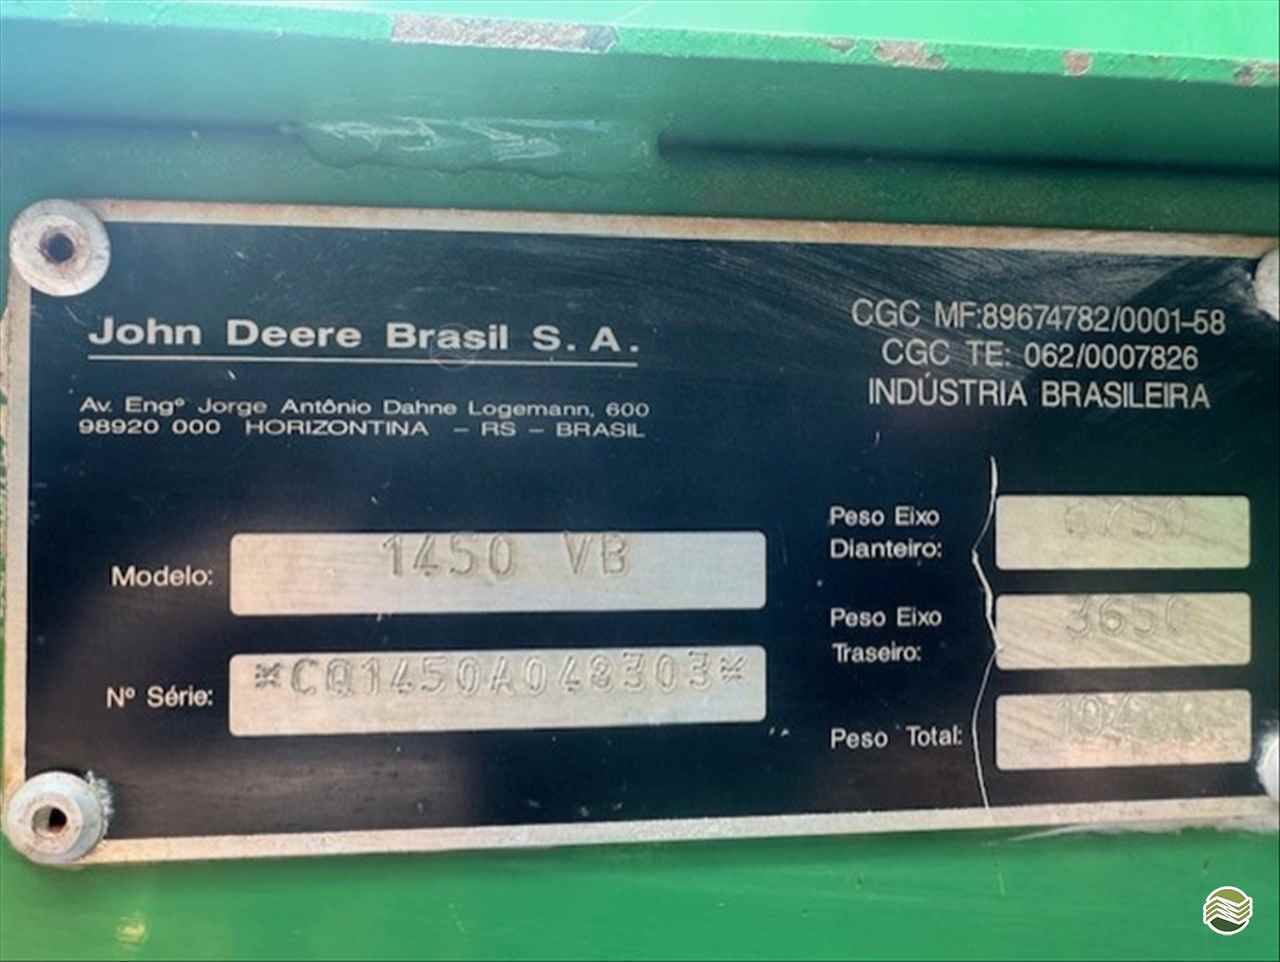 John Deere Brasil S. A.
Av. Engº Jorge Antônio Dahne Logemann, 600
98920 000 HORIZONTINA - RS - BRASIL
CGC MF:89674782/0001-58
CGC TE: 062/0007826
INDÚSTRIA BRASILEIRA
Modelo: 1450 VB
Nº Série: *CQ1450A048303*
Peso Eixo
Dianteiro:
Peso Eixo
Traseiro: 3650
Peso Total: